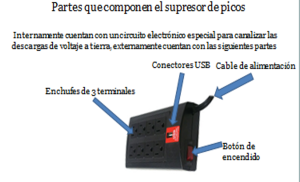 Partes que componen el supresor de picos
Internamente cuentan con un circuito electrónico especial para canalizar las
descargas de voltaje a tierra, externamente cuentan con las siguientes partes
Conectores USB
Cable de alimentación
Enchufes de 3 terminales
Botón de
encendido